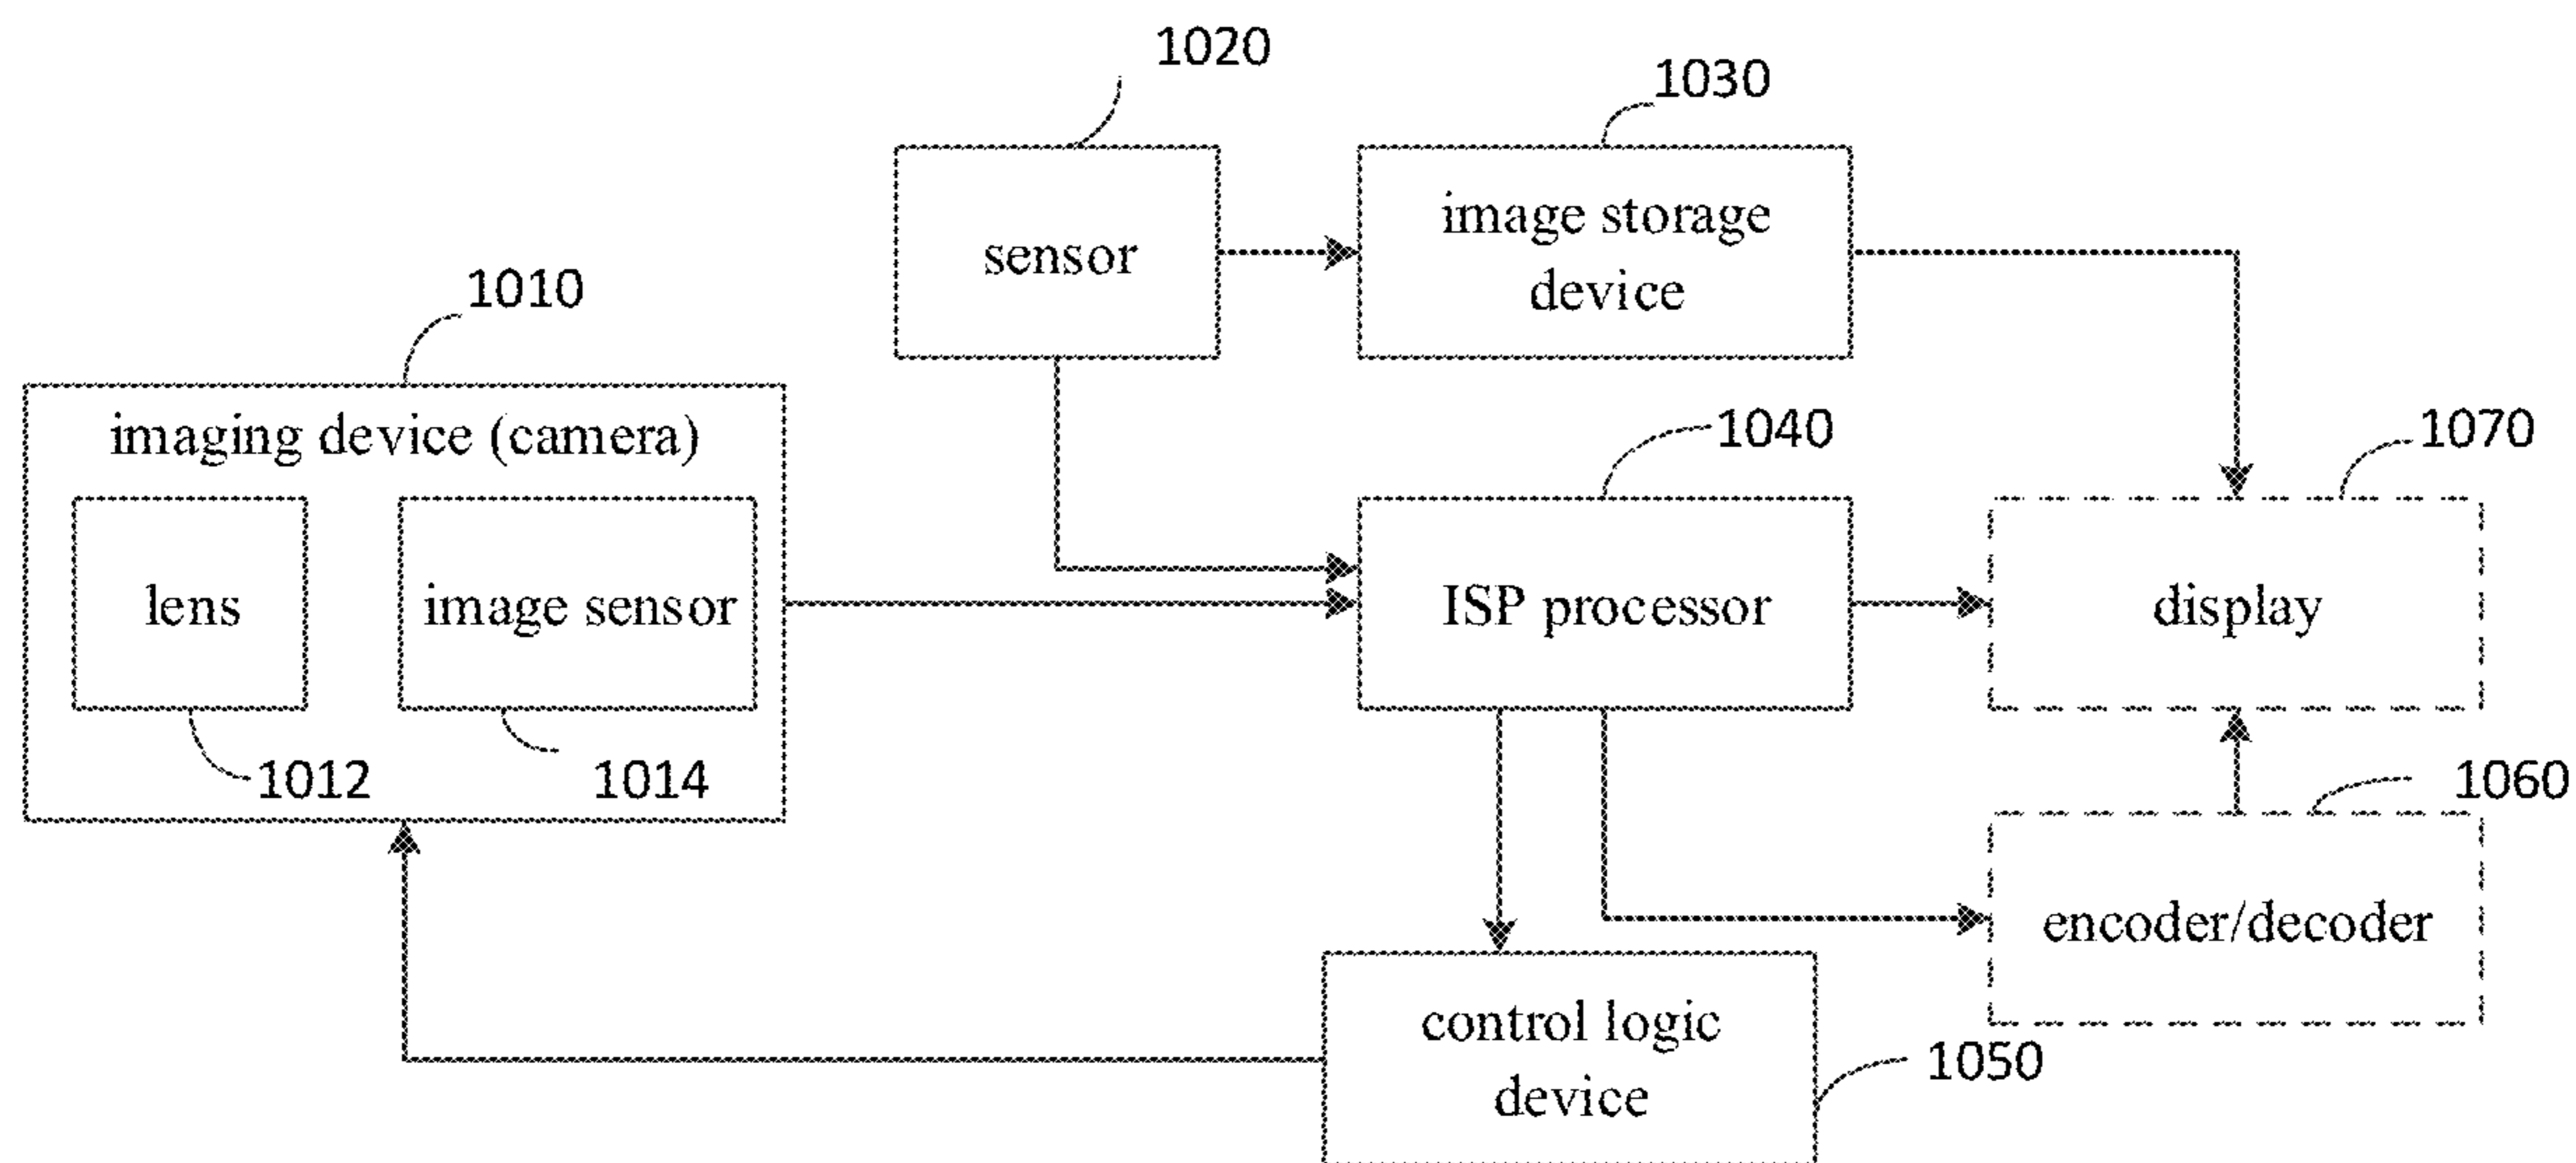 1020
1030
sensor
image storage
device
1010
imaging device (camera)
1040
1070
lens
image sensor
ISP processor
display
1012
1014
1060
encoder/decoder
control logic
device
1050